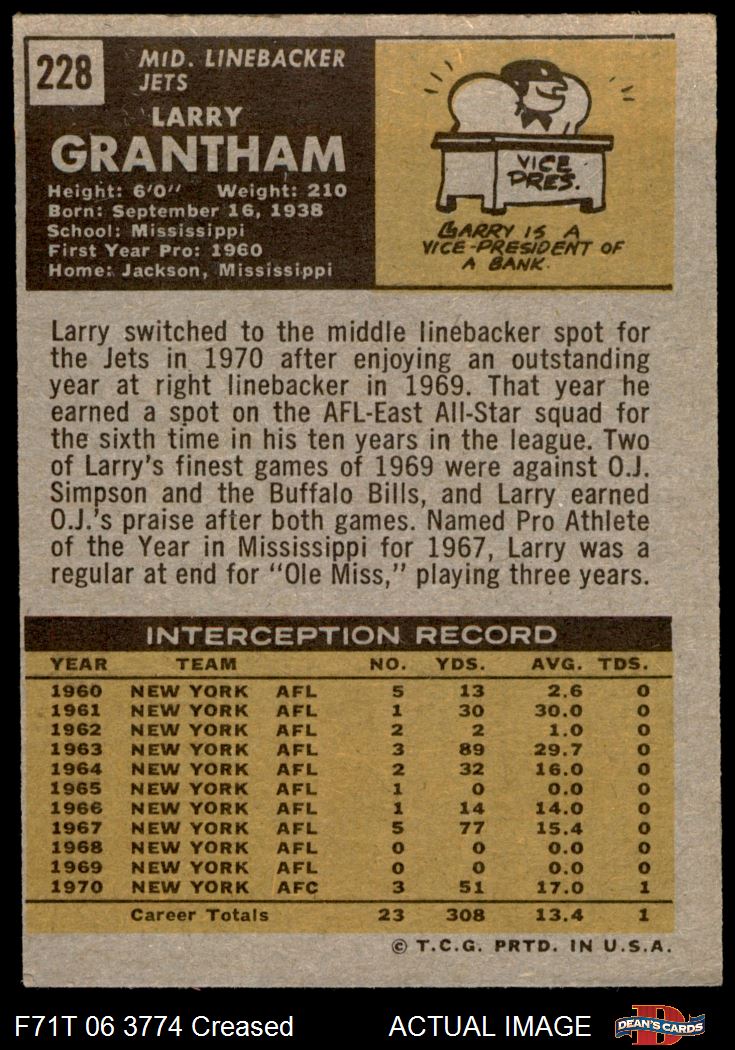 228
MID. LINEBACKER
JETS
LARRY
GRANTHAM
Height: 6'0" Weight: 210
Born: September 16, 1938
School: Mississippi
First Year Pro: 1960
Home: Jackson, Mississippi
VICE
PRES.
LARRY IS A
VICE-PRESIDENT OF
A BANK.
Larry switched to the middle linebacker spot for
the Jets in 1970 after enjoying an outstanding
year at right linebacker in 1969. That year he
earned a spot on the AFL-East All-Star squad for
the sixth time in his ten years in the league. Two
of Larry's finest games of 1969 were against O.J.
Simpson and the Buffalo Bills, and Larry earned
O.J.'s praise after both games. Named Pro Athlete
of the Year in Mississippi for 1967, Larry was a
regular at end for "Ole Miss," playing three years.
INTERCEPTION RECORD
YEAR TEAM NO. YDS. AVG. TDS.
1960 NEW YORK AFL 5 13 2.6 0
1961 NEW YORK AFL 1 30 30.0 0
1962 NEW YORK AFL 2 2 1.0 0
1963 NEW YORK AFL 3 89 29.7 0
1964 NEW YORK AFL 2 32 16.0 0
1965 NEW YORK AFL 1 0 0.0 0
1966 NEW YORK AFL 1 14 14.0 0
1967 NEW YORK AFL 5 77 15.4 0
1968 NEW YORK AFL 0 0 0.0 0
1969 NEW YORK AFL 0 0 0.0 0
1970 NEW YORK AFC 3 51 17.0 1
Career Totals 23 308 13.4 1
© T.C.G. PRTD. IN U.S.A.
F71T 06 3774 Creased ACTUAL IMAGE DEAN'S CARDS